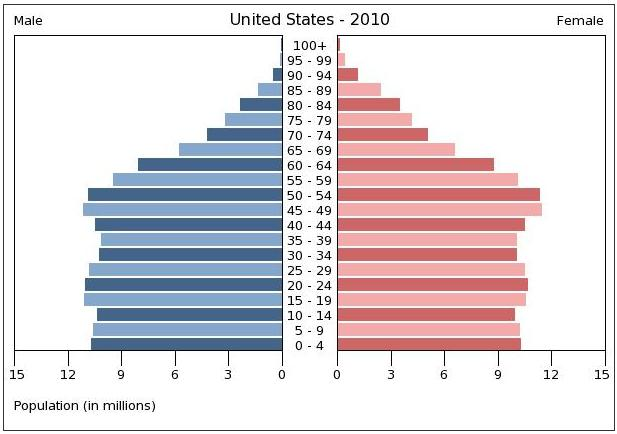 Male United States - 2010 Female
100+
95 - 99
90 - 94
85 - 89
80 - 84
75 - 79
70 - 74
65 - 69
60 - 64
55 - 59
50 - 54
45 - 49
40 - 44
35 - 39
30 - 34
25 - 29
20 - 24
15 - 19
10 - 14
5 - 9
0 - 4
15 12 9 6 3 0 0 3 6 9 12 15
Population (in millions)